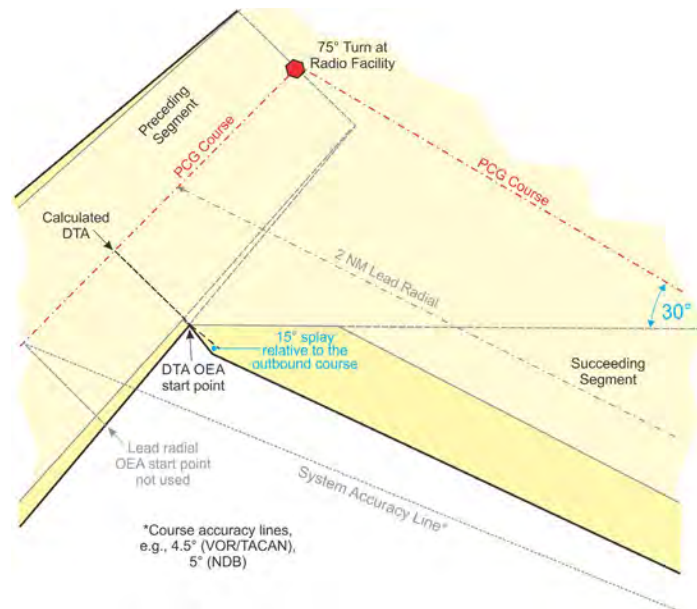 75° Turn at
Radio Facility
Preceding
Segment
PCG Course
PCG Course
Calculated
DTA
2 NM Lead Radial
30°
15° splay
relative to the
outbound course
DTA OEA
start point
Succeeding
Segment
Lead radial
OEA start point
not used
System Accuracy Line*
*Course accuracy lines,
e.g., 4.5° (VOR/TACAN),
5° (NDB)